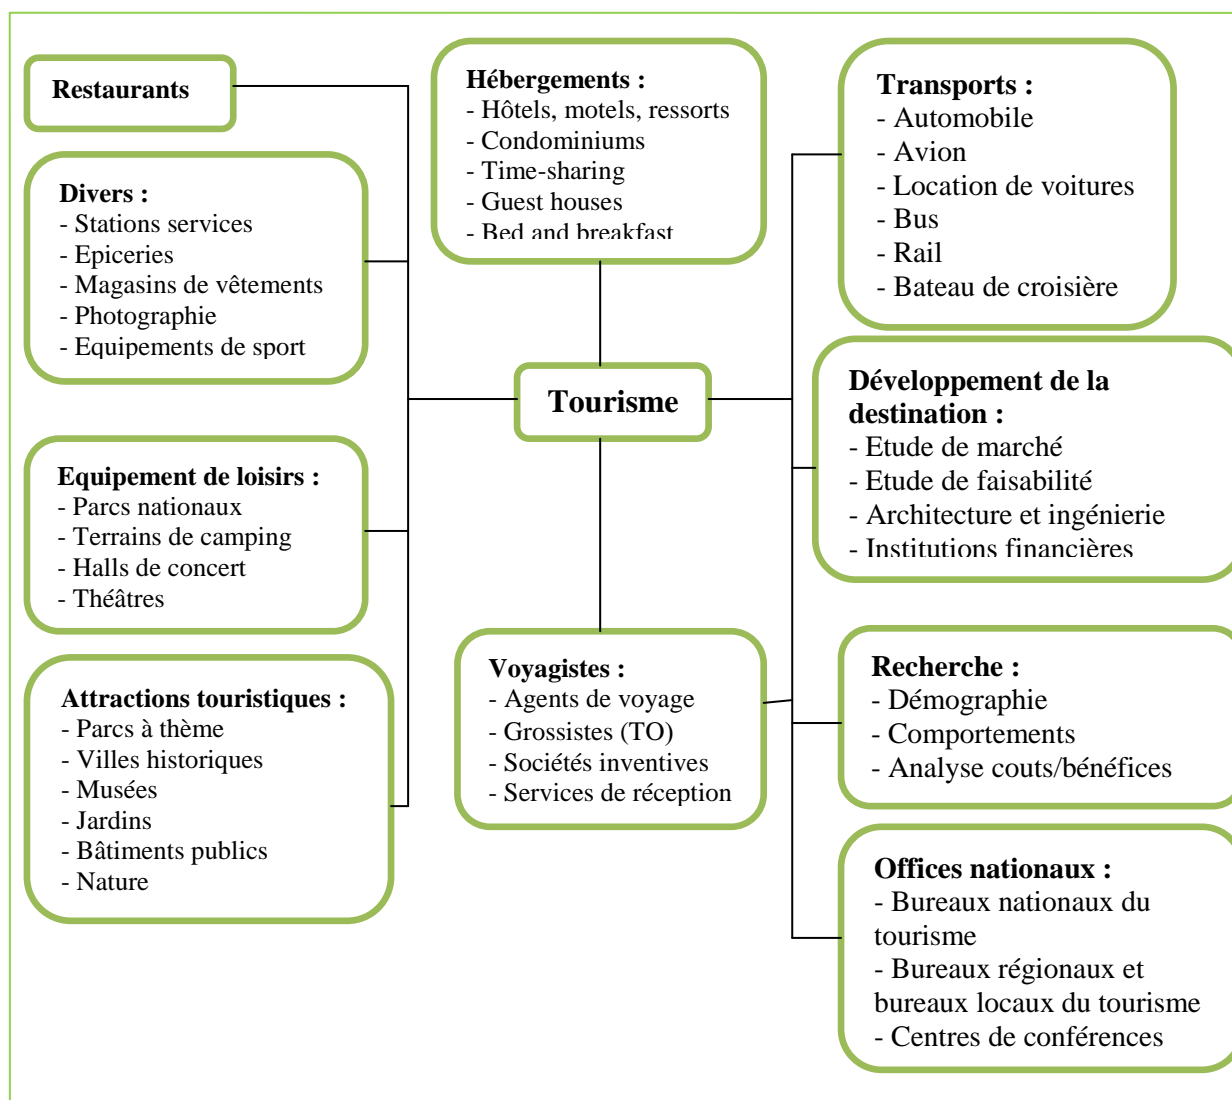 Restaurants
Divers :
- Stations services
- Epiceries
- Magasins de vêtements
- Photographie
- Equipements de sport
Equipement de loisirs :
- Parcs nationaux
- Terrains de camping
- Halls de concert
- Théâtres
Attractions touristiques :
- Parcs à thème
- Villes historiques
- Musées
- Jardins
- Bâtiments publics
- Nature
Hébergements :
- Hôtels, motels, ressorts
- Condominiums
- Time-sharing
- Guest houses
- Bed and breakfast
Tourisme
Voyagistes :
- Agents de voyage
- Grossistes (TO)
- Sociétés inventives
- Services de réception
Transports :
- Automobile
- Avion
- Location de voitures
- Bus
- Rail
- Bateau de croisière
Développement de la
destination :
- Etude de marché
- Etude de faisabilité
- Architecture et ingénierie
- Institutions financières
Recherche :
- Démographie
- Comportements
- Analyse couts/bénéfices
Offices nationaux :
- Bureaux nationaux du
tourisme
- Bureaux régionaux et
bureaux locaux du tourisme
- Centres de conférences